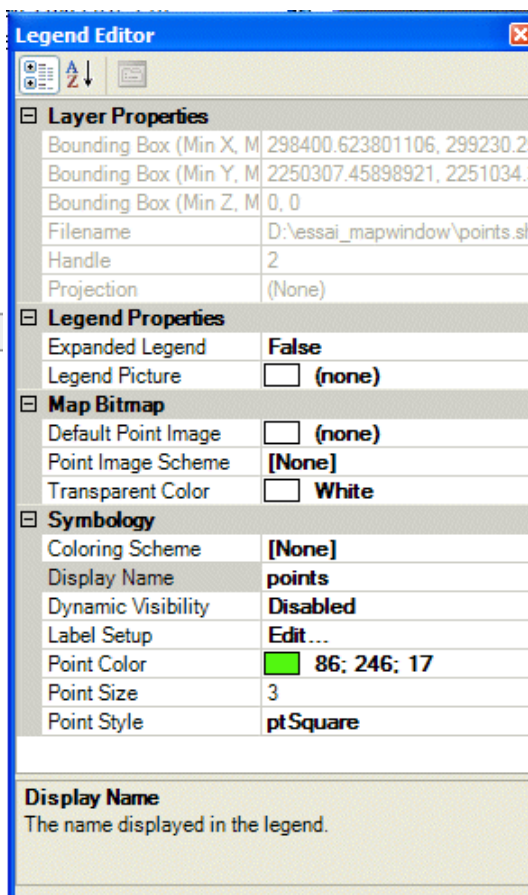 Legend Editor
Layer Properties
Bounding Box (Min X, M 298400.623801106, 299230.2
Bounding Box (Min Y, M 2250307.45898921, 2251034.
Bounding Box (Min Z, M 0, 0
Filename D:\essai_mapwindow\points.sh
Handle 2
Projection (None)
Legend Properties
Expanded Legend False
Legend Picture (none)
Map Bitmap
Default Point Image (none)
Point Image Scheme [None]
Transparent Color White
Symbology
Coloring Scheme [None]
Display Name points
Dynamic Visibility Disabled
Label Setup Edit...
Point Color 86; 246; 17
Point Size 3
Point Style ptSquare
Display Name
The name displayed in the legend.